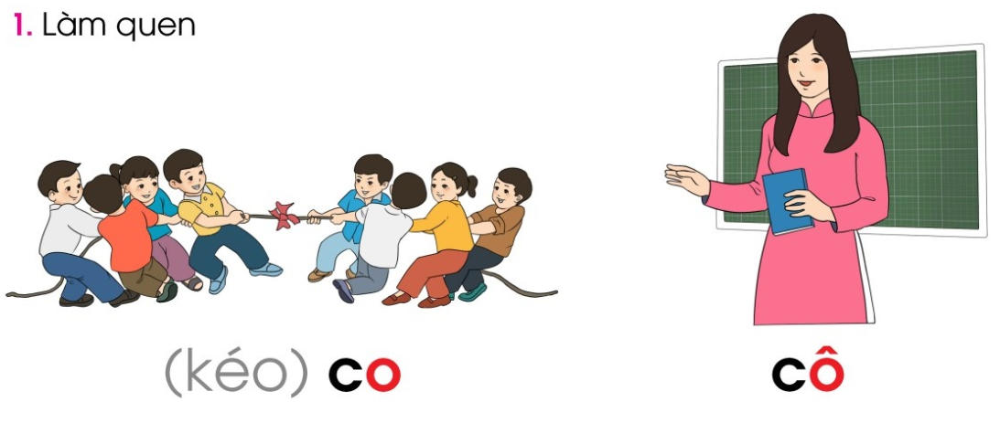 1. Làm quen
(kéo) co
cô